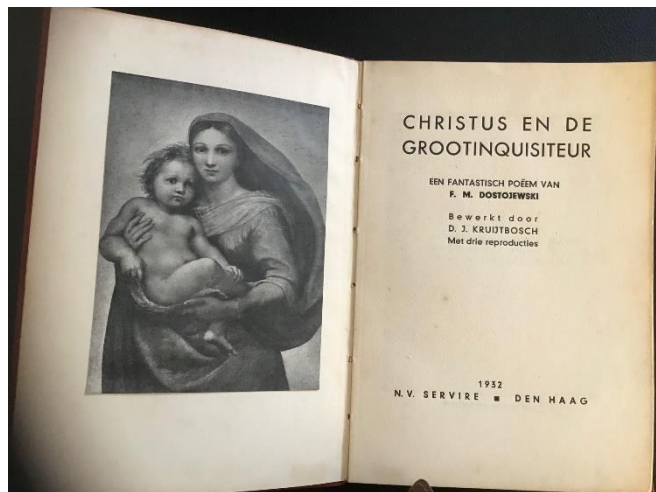 CHRISTUS EN DE
GROOTINQUISITEUR
EEN FANTASTISCH POËEM VAN
F. M. DOSTOJEWSKI
Bewerkt door
D. J. KRUIJTBOSCH
Met drie reproducties
1932
N.V. SERVIRE ■ DEN HAAG